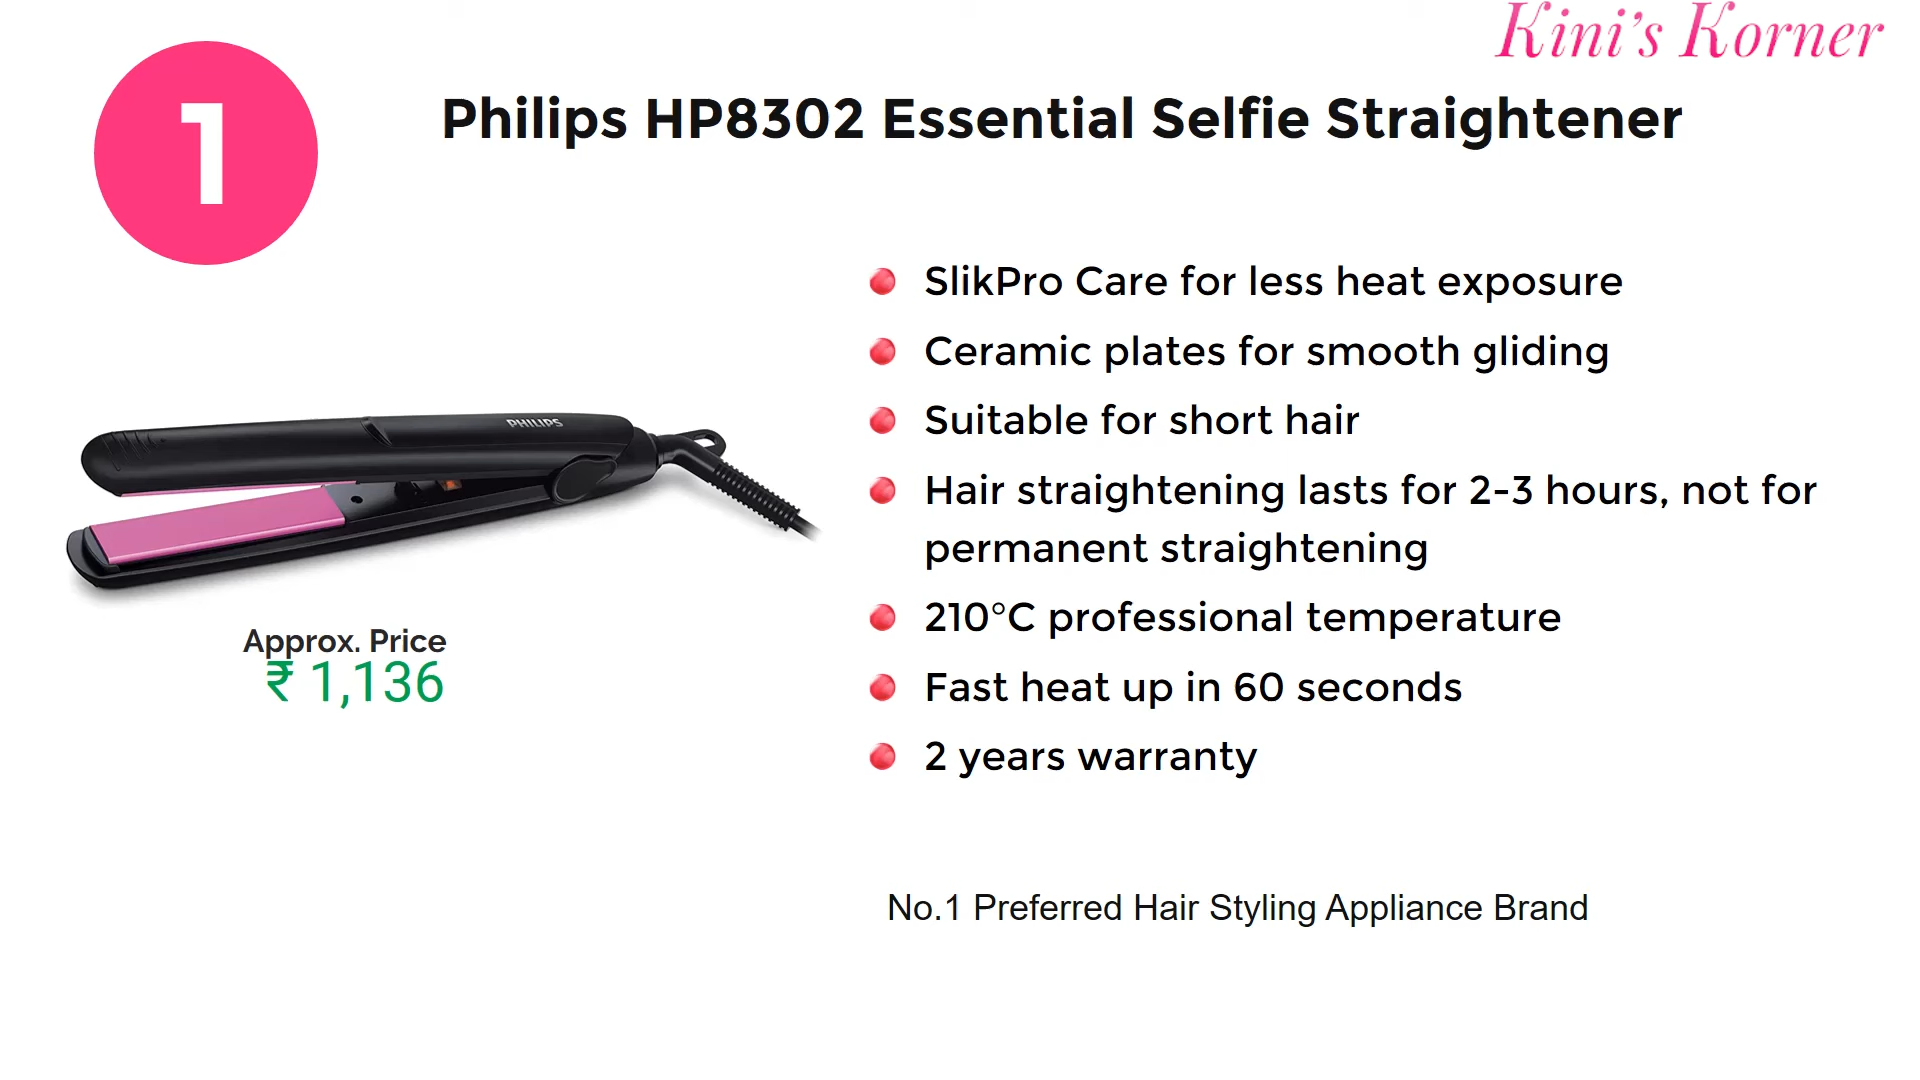 Kini's Korner
1
Philips HP8302 Essential Selfie Straightener
SlikPro Care for less heat exposure
Ceramic plates for smooth gliding
Suitable for short hair
Hair straightening lasts for 2-3 hours, not for
permanent straightening
210°C professional temperature
Fast heat up in 60 seconds
2 years warranty
PHILIPS
Approx. Price
₹ 1,136
No.1 Preferred Hair Styling Appliance Brand